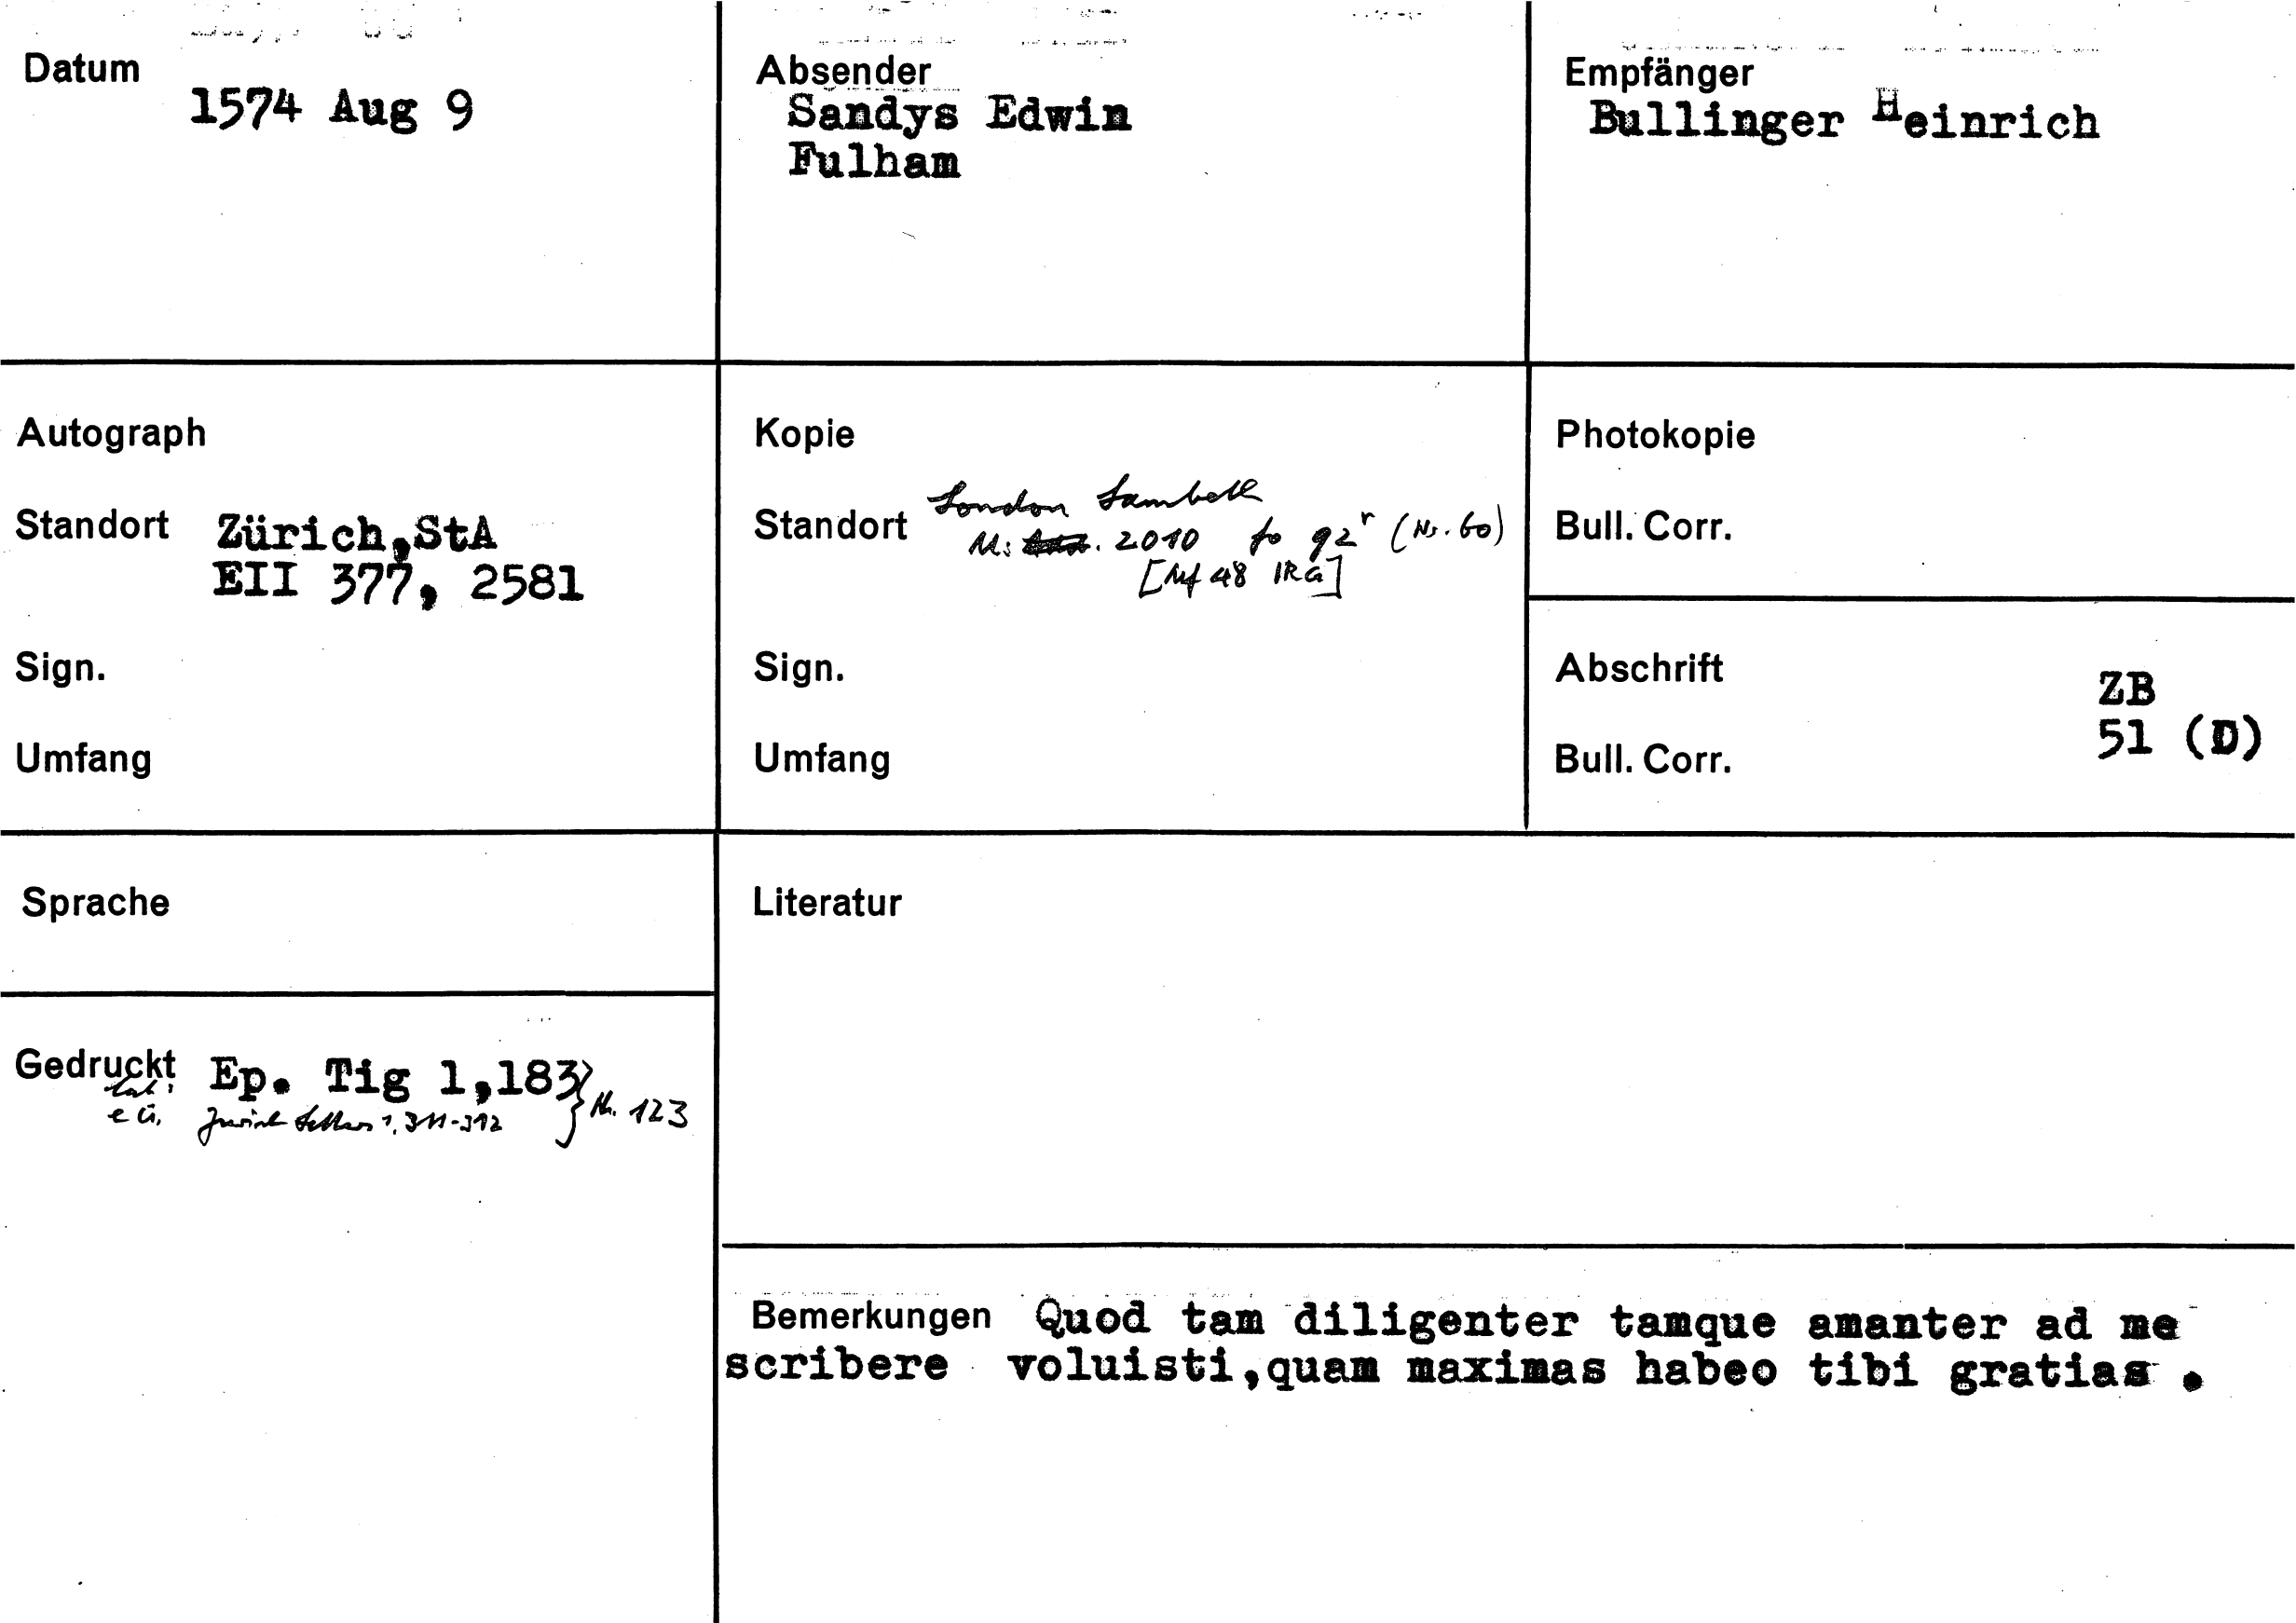 Datum
1574 Aug 9
Absender
Sandys Edwin
Fulham
Empfänger
Bullinger Heinrich
Autograph
Standort Zürich,StA
EII 377, 2581
Sign.
Umfang
Kopie
London Lambeth
Standort Ms 2010 fo 92r (Nr. 60)
[Mf 48 IRG]
Sign.
Umfang
Photokopie
Bull. Corr.
Abschrift
ZB
51 (D)
Bull. Corr.
Sprache
Literatur
Gedruckt Ep. Tig 1,183
lat:
Zurich Letters 1, 311-312 } Nr. 123
Bemerkungen Quod tam diligenter tamque amanter ad me
scribere voluisti,quam maximas habeo tibi gratias .